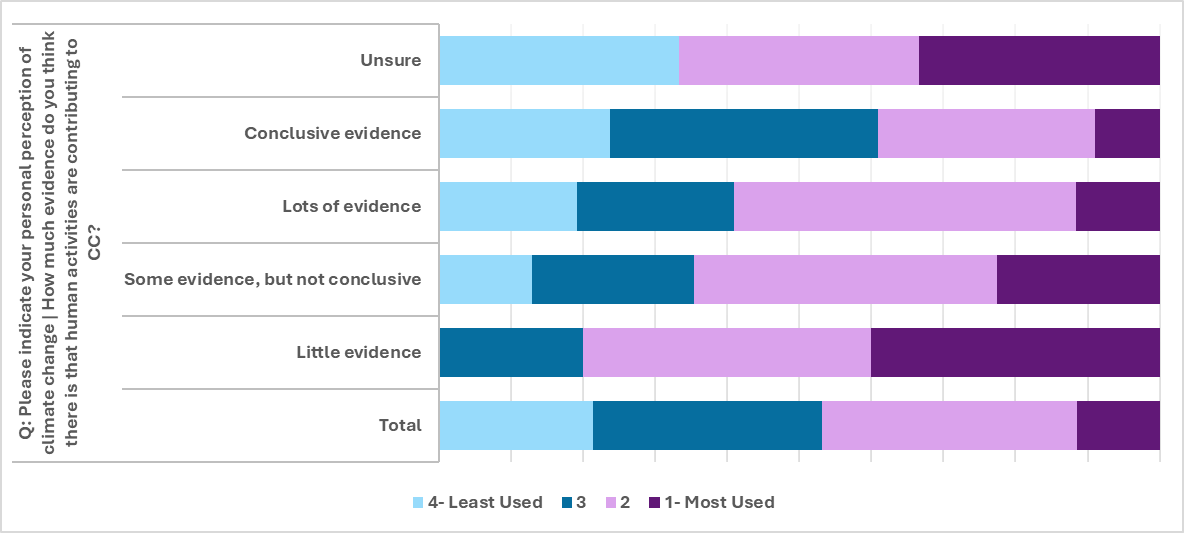 Q: Please indicate your personal perception of
climate change | How much evidence do you think
there is that human activities are contributing to
CC?
Unsure
Conclusive evidence
Lots of evidence
Some evidence, but not conclusive
Little evidence
Total
4- Least Used 3 2 1- Most Used